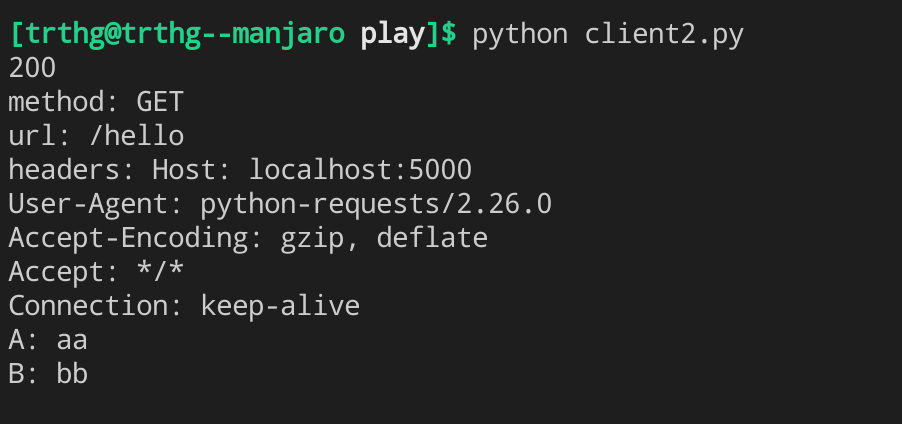 [trthg@trthg--manjaro play]$ python client2.py
200
method: GET
url: /hello
headers: Host: localhost:5000
User-Agent: python-requests/2.26.0
Accept-Encoding: gzip, deflate
Accept: */*
Connection: keep-alive
A: aa
B: bb